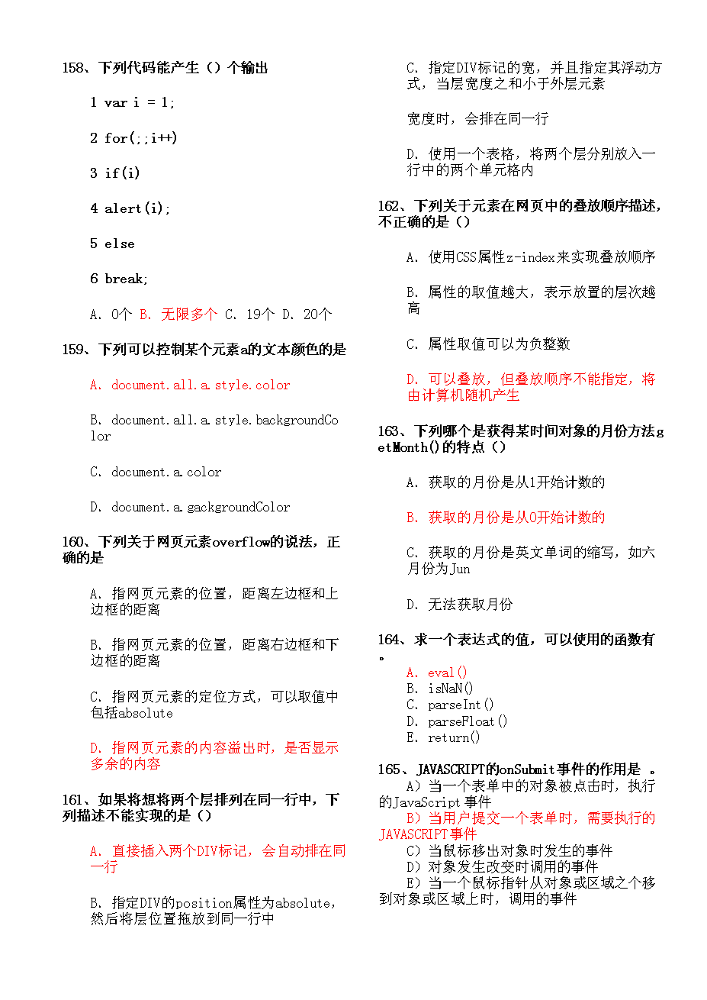 158、下列代码能产生（）个输出
1 var i = 1;
2 for(;;i++)
3 if(i)
4 alert(i);
5 else
6 break;
A. 0个 B. 无限多个 C. 19个 D. 20个
159、下列可以控制某个元素a的文本颜色的是
A. document.all.a.style.color
B. document.all.a.style.backgroundCo
lor
C. document.a.color
D. document.a.gackgroundColor
160、下列关于网页元素overflow的说法，正
确的是
A. 指网页元素的位置，距离左边框和上
边框的距离
B. 指网页元素的位置，距离右边框和下
边框的距离
C. 指网页元素的定位方式，可以取值中
包括absolute
D. 指网页元素的内容溢出时，是否显示
多余的内容
161、如果将想将两个层排列在同一行中，下
列描述不能实现的是（）
A. 直接插入两个DIV标记，会自动排在同
一行
B. 指定DIV的position属性为absolute，
然后将层位置拖放到同一行中
C. 指定DIV标记的宽，并且指定其浮动方
式，当层宽度之和小于外层元素
宽度时，会排在同一行
D. 使用一个表格，将两个层分别放入一
行中的两个单元格内
162、下列关于元素在网页中的叠放顺序描述，
不正确的是（）
A. 使用CSS属性z-index来实现叠放顺序
B. 属性的取值越大，表示放置的层次越
高
C. 属性取值可以为负整数
D. 可以叠放，但叠放顺序不能指定，将
由计算机随机产生
163、下列哪个是获得某时间对象的月份方法g
etMonth()的特点（）
A. 获取的月份是从1开始计数的
B. 获取的月份是从0开始计数的
C. 获取的月份是英文单词的缩写，如六
月份为Jun
D. 无法获取月份
164、求一个表达式的值，可以使用的函数有
。
A. eval()
B. isNaN()
C. parseInt()
D. parseFloat()
E. return()
165、JAVASCRIPT的onSubmit事件的作用是 。
A）当一个表单中的对象被点击时，执行
的JavaScript事件
B）当用户提交一个表单时，需要执行的
JAVASCRIPT事件
C）当鼠标移出对象时发生的事件
D）对象发生改变时调用的事件
E）当一个鼠标指针从对象或区域之个移
到对象或区域上时，调用的事件